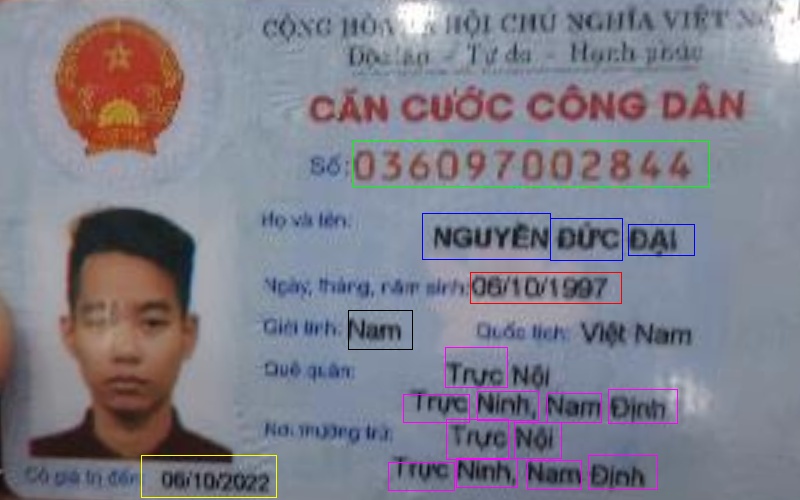 CỘNG HÒA XÃ HỘI CHỦ NGHĨA VIỆT
Độc lập - Tự do - Hạnh phúc
CĂN CƯỚC CÔNG DÂN
Số: 036097002844
Họ và tên:
NGUYỄN ĐỨC ĐẠI
Ngày, tháng, năm sinh: 06/10/1997
Giới tính: Nam Quốc tịch: Việt Nam
Quê quán: Trực Nội
Trực Ninh, Nam Định
Nơi thường trú: Trực Nội
Trực Ninh, Nam Định
Có giá trị đến 06/10/2022